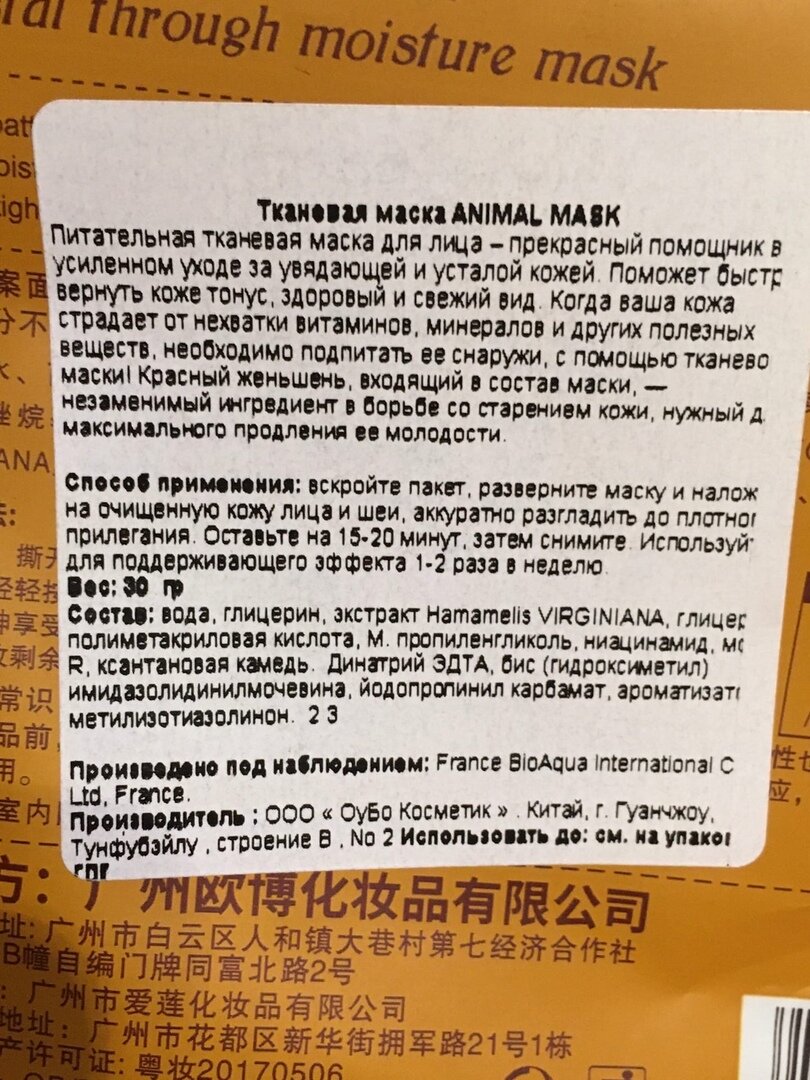 through moisture mask
Тканевая маска ANIMAL MASK
Питательная тканевая маска для лица – прекрасный помощник в
усиленном уходе за увядающей и усталой кожей. Поможет быстр
вернуть коже тонус, здоровый и свежий вид. Когда ваша кожа
страдает от нехватки витаминов, минералов и других полезных
веществ, необходимо подпитать ее снаружи, с помощью тканево
маски! Красный женьшень, входящий в состав маски, —
незаменимый ингредиент в борьбе со старением кожи, нужный д
максимального продления ее молодости.
Способ применения: вскройте пакет, разверните маску и налож
на очищенную кожу лица и шеи, аккуратно разгладить до плотног
прилегания. Оставьте на 15-20 минут, затем снимите. Используй
для поддерживающего эффекта 1-2 раза в неделю.
Вес: 30 гр
Состав: вода, глицерин, экстракт Hamamelis VIRGINIANA, глицер
полиметакриловая кислота, М. пропиленгликоль, ниацинамид, мо
R, ксантановая камедь. Динатрий ЭДТА, бис (гидроксиметил)
имидазолидинилмочевина, йодопропинил карбамат, ароматизат
метилизотиазолинон. 2 3
Произведено под наблюдением: France BioAqua International C
Ltd, France.
Производитель : ООО « ОуБо Косметик » . Китай, г. Гуанчжоу,
Тунфубэйлу , строение В , No 2 Использовать до: см. на упаков
方：广州欧博化妆品有限公司
址: 广州市白云区人和镇大巷村第七经济合作社
B幢自编门牌同富北路2号
：广州市爱莲化妆品有限公司
地址：广州市花都区新华街拥军路21号1栋
产许可证: 粤妆20170506